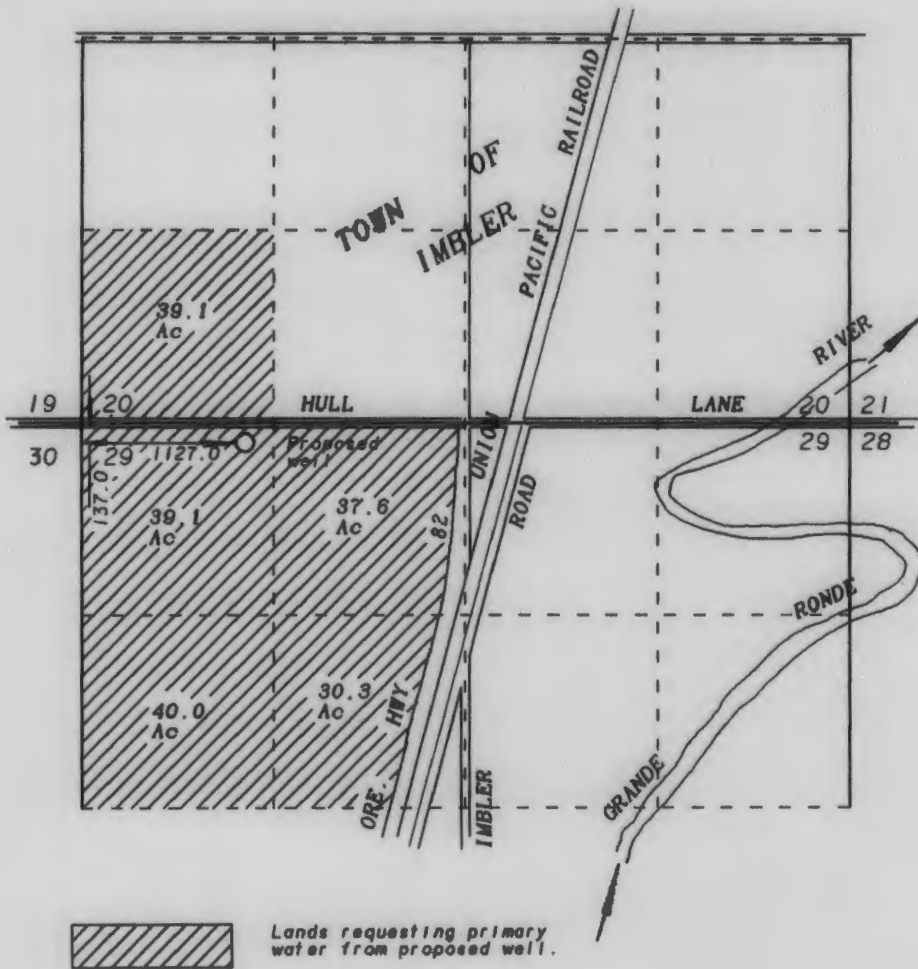 RAILROAD
PACIFIC
UNION
TOWN OF
IMBLER
39.1
Ac
RIVER
19 20
HULL
LANE
20 21
30 29
29 28
1127.0
Proposed
well
137.0
ROAD
39.1
Ac
37.6
Ac
82
RONDE
40.0
Ac
30.3
Ac
HWY
ORE.
IMBLER
GRANDE
Lands requesting primary
water from proposed well.